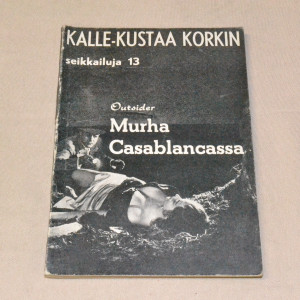 KALLE-KUSTAA KORKIN
seikkailuja 13
Outsider
Murha
Casablancassa